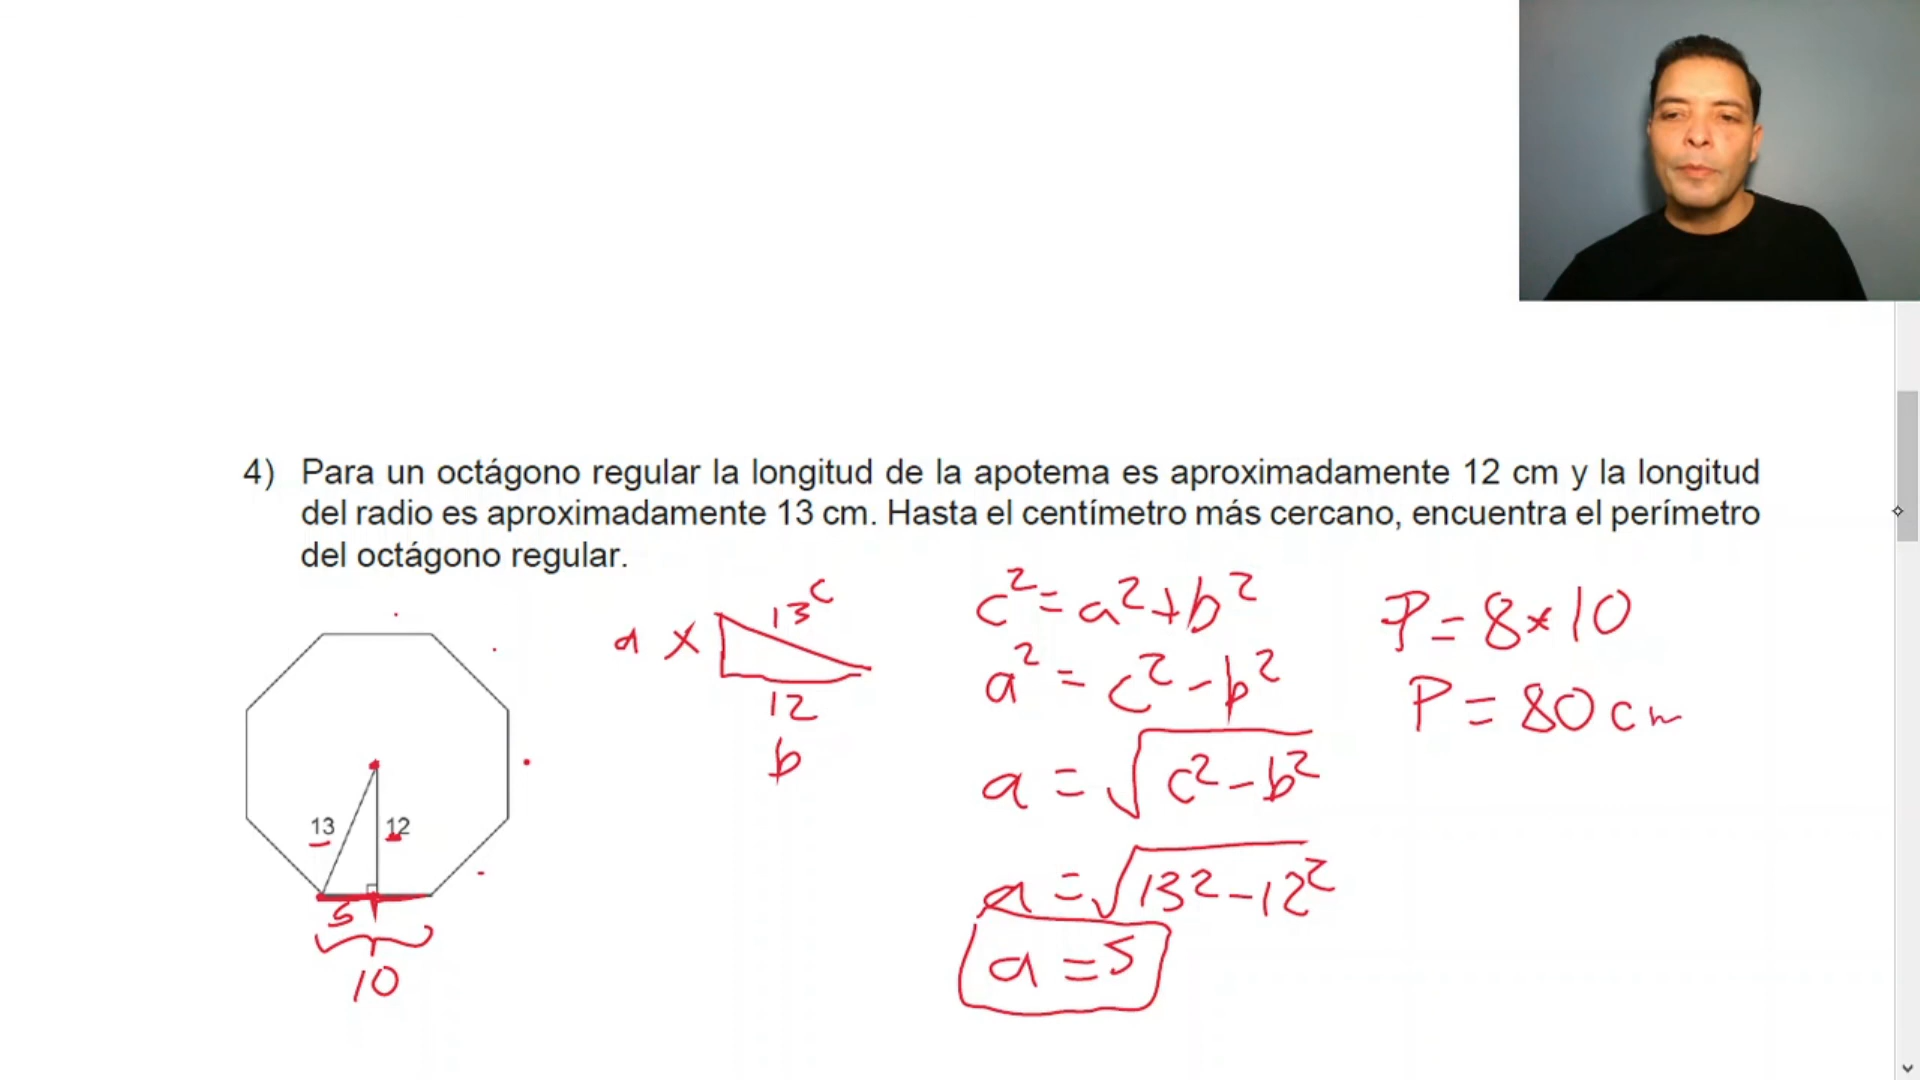 4) Para un octágono regular la longitud de la apotema es aproximadamente 12 cm y la longitud
del radio es aproximadamente 13 cm. Hasta el centímetro más cercano, encuentra el perímetro
del octágono regular.
13 12
5
10
a x 13 c
12
b
c² = a² + b²
a² = c² - b²
a = √c² - b²
a = √13² - 12²
a = 5
P = 8 × 10
P = 80 cm